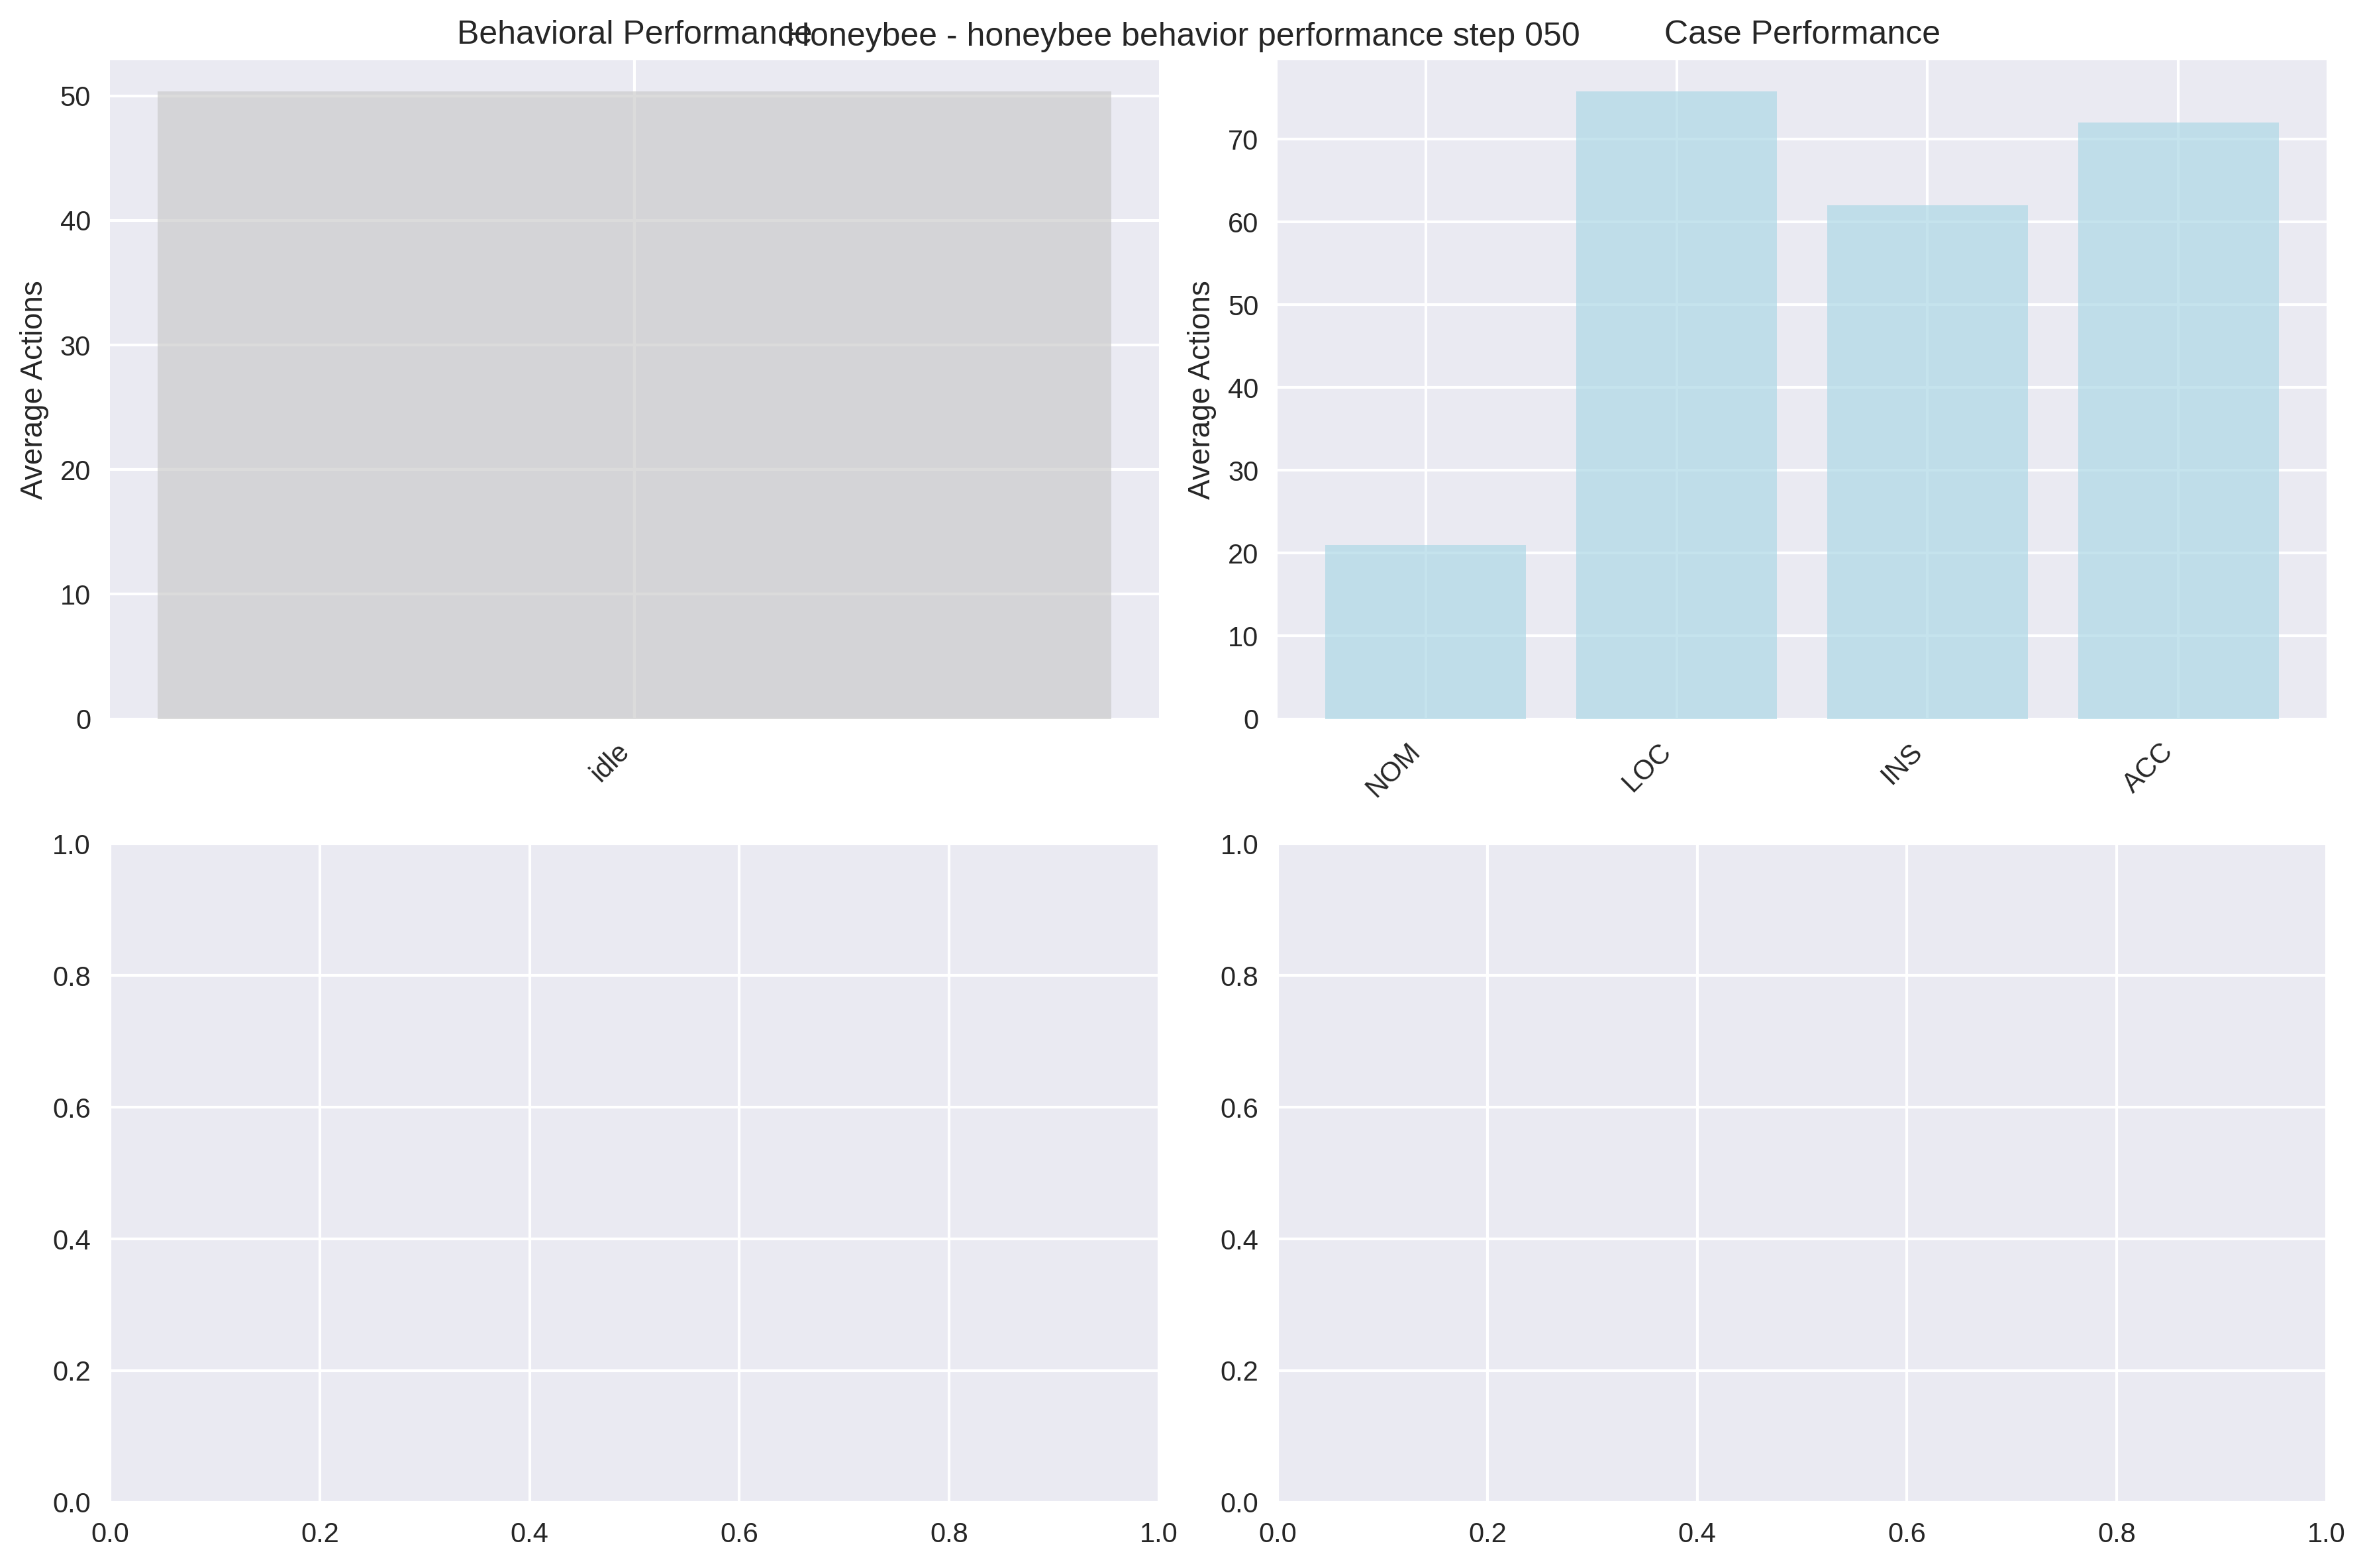 Behavioral Performance
Honeybee - honeybee behavior performance step 050
Case Performance
Average Actions
50
40
30
20
10
0
idle
Average Actions
70
60
50
40
30
20
10
0
NOM
LOC
INS
ACC
1.0
0.8
0.6
0.4
0.2
0.0
0.0 0.2 0.4 0.6 0.8 1.0
1.0
0.8
0.6
0.4
0.2
0.0
0.0 0.2 0.4 0.6 0.8 1.0